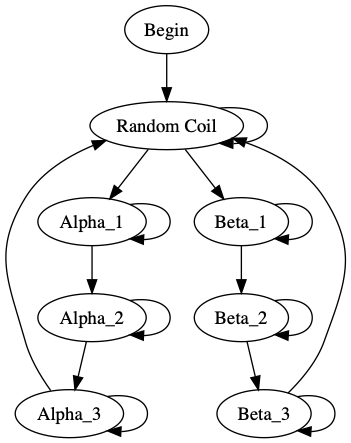 Begin
Random Coil
Alpha_1
Beta_1
Alpha_2
Beta_2
Alpha_3
Beta_3